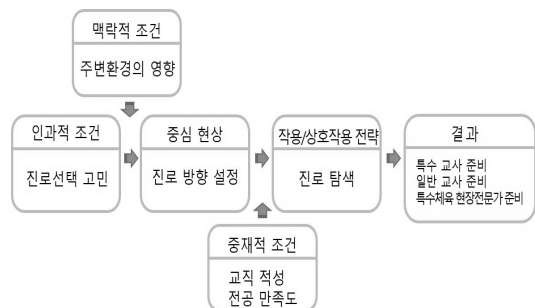 맥락적 조건
주변환경의 영향
인과적 조건
진로선택 고민
중심 현상
진로 방향 설정
작용/상호작용 전략
진로 탐색
결과
특수 교사 준비
일반 교사 준비
특수체육 현장전문가 준비
중재적 조건
교직 적성
전공 만족도